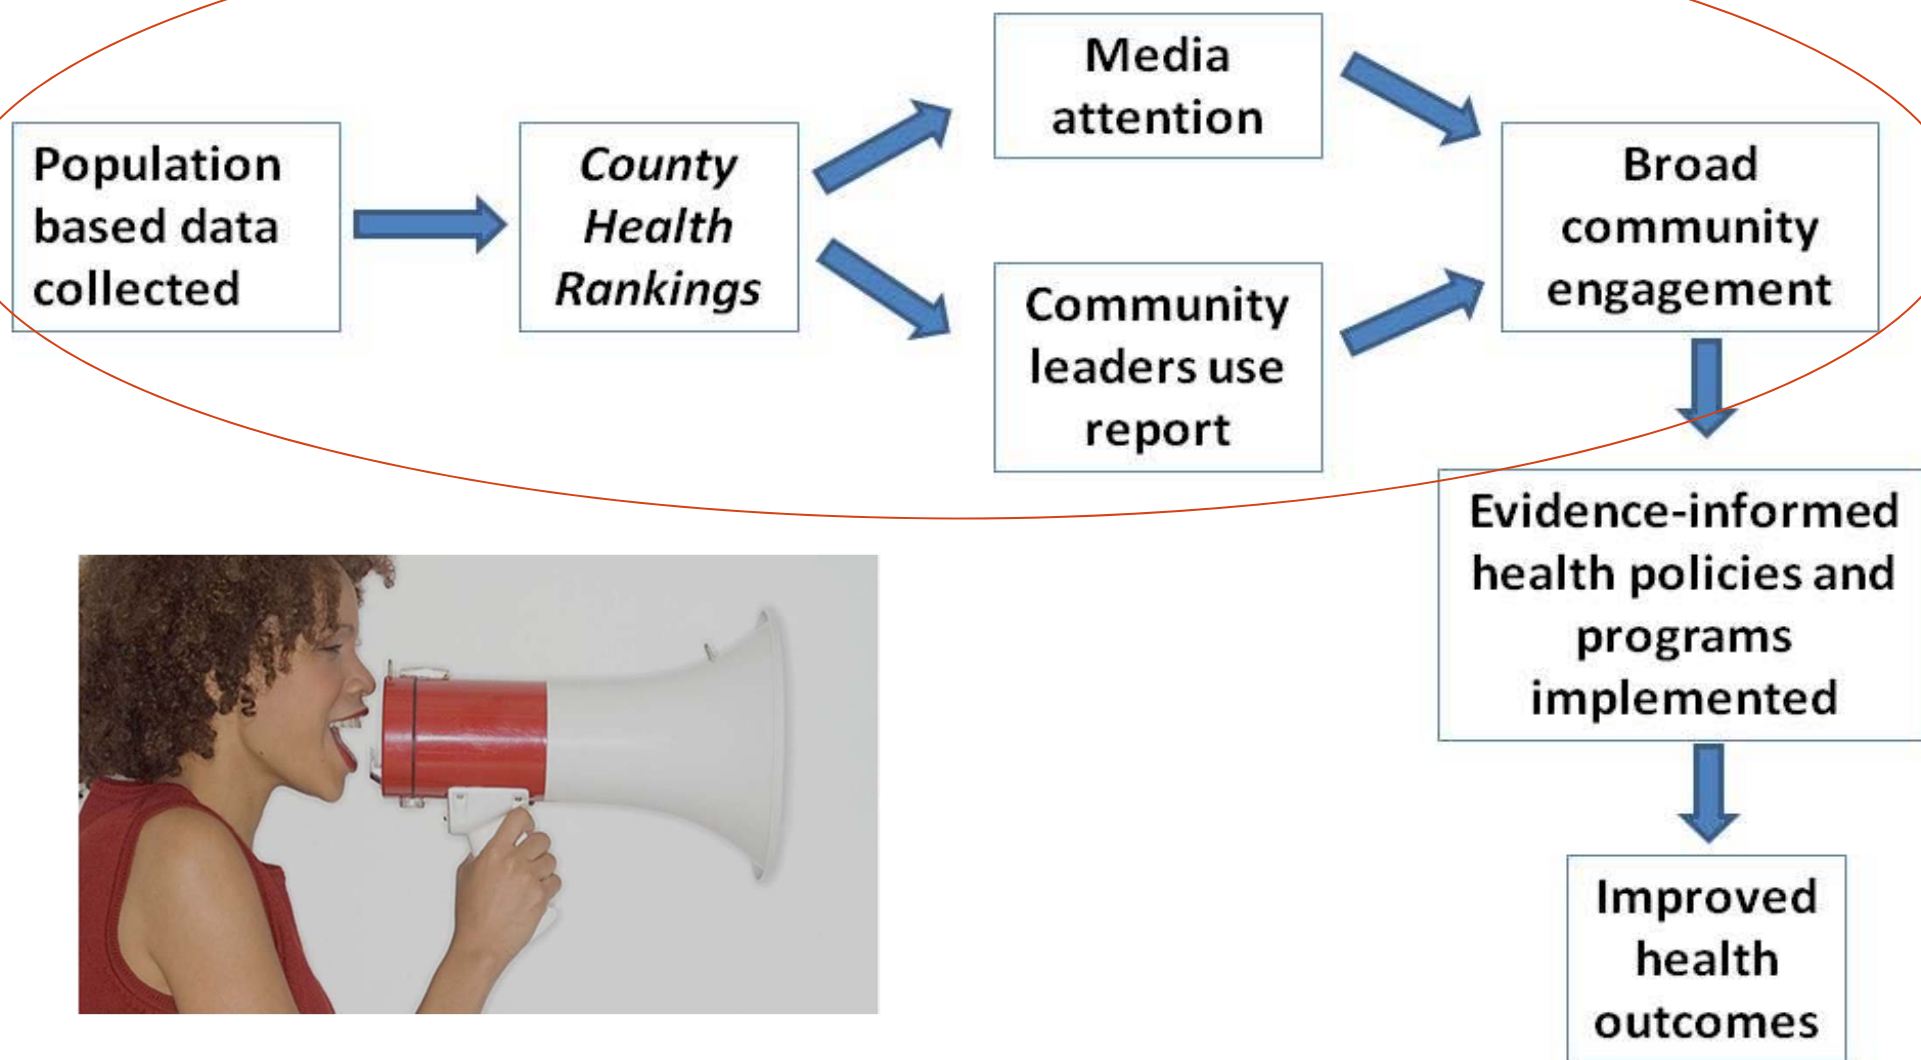 Population
based data
collected
County
Health
Rankings
Media
attention
Community
leaders use
report
Broad
community
engagement
Evidence-informed
health policies and
programs
implemented
Improved
health
outcomes